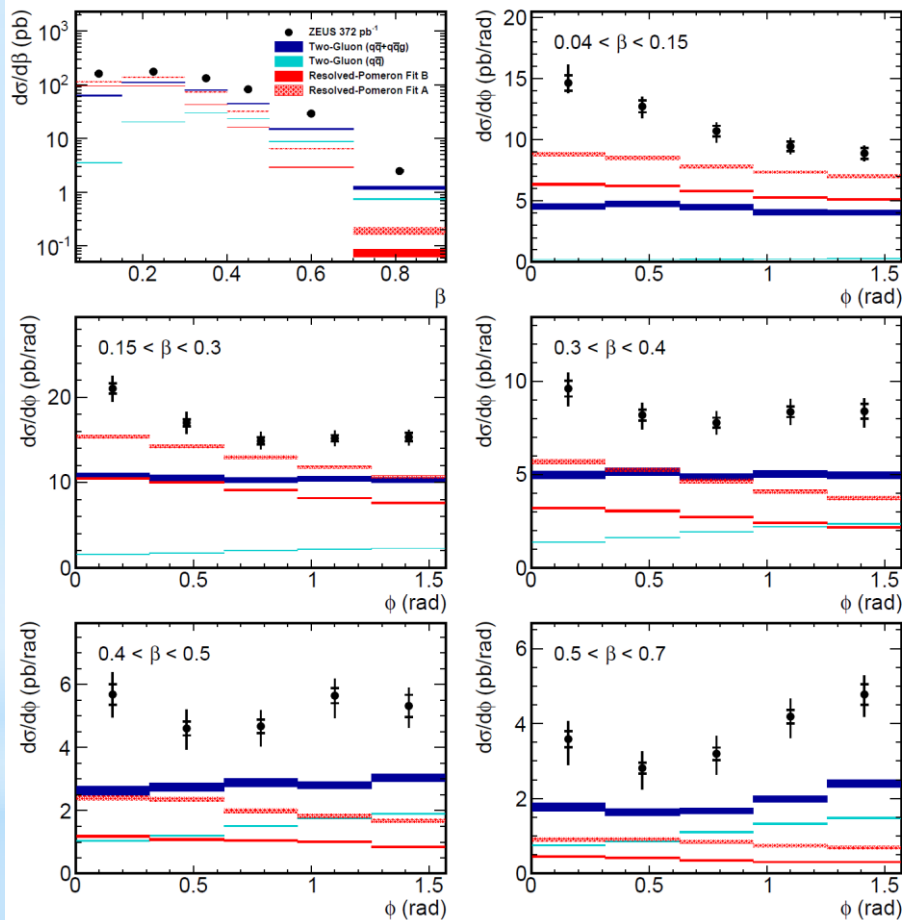 dσ/dβ (pb)
10³
10²
10
1
10⁻¹
ZEUS 372 pb⁻¹
Two-Gluon (qq̄+qq̄g)
Two-Gluon (qq̄)
Resolved-Pomeron Fit B
Resolved-Pomeron Fit A
0.2 0.4 0.6 0.8
β
dσ/dϕ (pb/rad)
20
15
10
5
0
0.04 < β < 0.15
0 0.5 1 1.5
ϕ (rad)
dσ/dϕ (pb/rad)
20
10
0
0.15 < β < 0.3
0 0.5 1 1.5
ϕ (rad)
dσ/dϕ (pb/rad)
10
5
0
0.3 < β < 0.4
0 0.5 1 1.5
ϕ (rad)
dσ/dϕ (pb/rad)
6
4
2
0
0.4 < β < 0.5
0 0.5 1 1.5
ϕ (rad)
dσ/dϕ (pb/rad)
6
4
2
0
0.5 < β < 0.7
0 0.5 1 1.5
ϕ (rad)